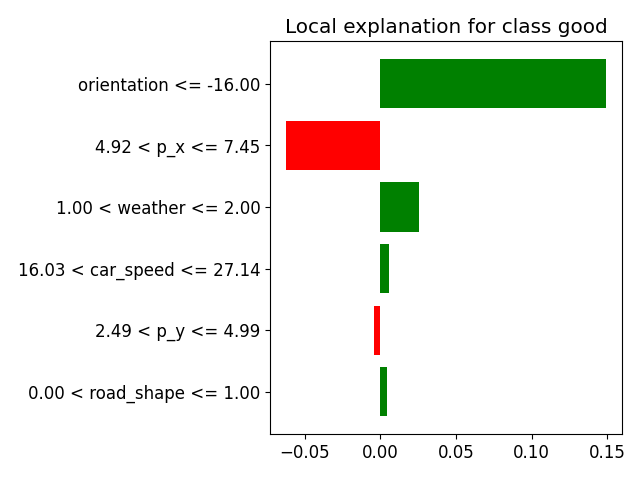 Local explanation for class good
orientation <= -16.00
4.92 < p_x <= 7.45
1.00 < weather <= 2.00
16.03 < car_speed <= 27.14
2.49 < p_y <= 4.99
0.00 < road_shape <= 1.00
−0.05 0.00 0.05 0.10 0.15